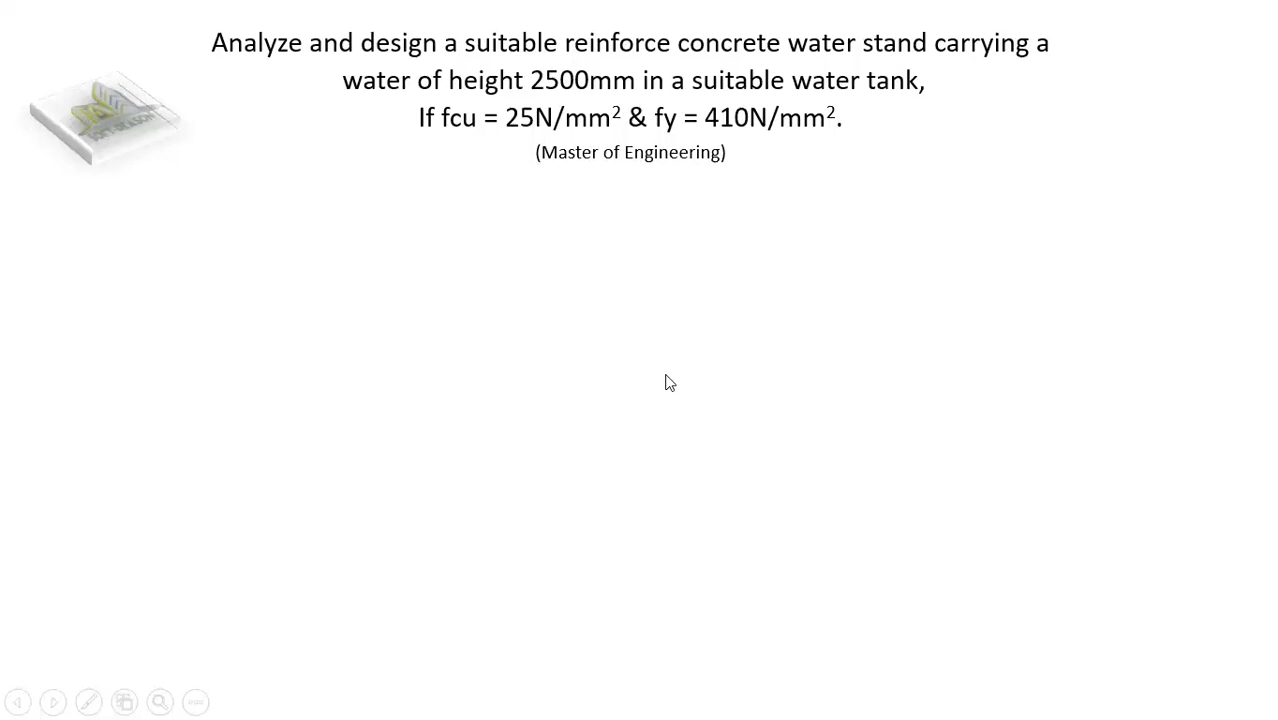 Analyze and design a suitable reinforce concrete water stand carrying a
water of height 2500mm in a suitable water tank,
If fcu = 25N/mm² & fy = 410N/mm².
(Master of Engineering)